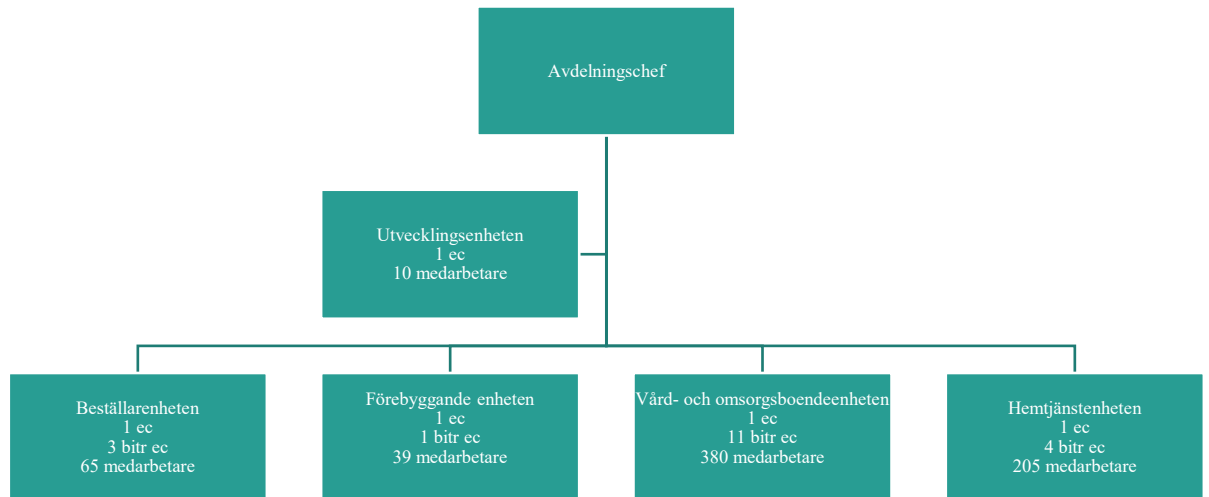 Avdelningschef
Utvecklingsenheten
1 ec
10 medarbetare
Beställarenheten
1 ec
3 bitr ec
65 medarbetare
Förebyggande enheten
1 ec
1 bitr ec
39 medarbetare
Vård- och omsorgsboendeenheten
1 ec
11 bitr ec
380 medarbetare
Hemtjänstenheten
1 ec
4 bitr ec
205 medarbetare